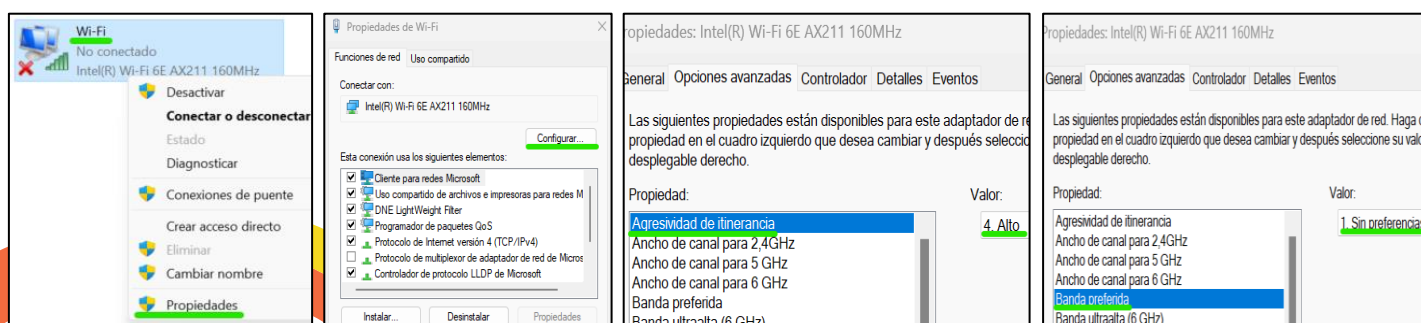 Wi-Fi
No conectado
Intel(R) Wi-Fi 6E AX211 160MHz
Desactivar
Conectar o desconectar
Estado
Diagnosticar
Conexiones de puente
Crear acceso directo
Eliminar
Cambiar nombre
Propiedades
Propiedades de Wi-Fi
Funciones de red Uso compartido
Conectar con:
Intel(R) Wi-Fi 6E AX211 160MHz
Configurar...
Esta conexión usa los siguientes elementos:
Cliente para redes Microsoft
Uso compartido de archivos e impresoras para redes M
DNE LightWeight Filter
Programador de paquetes QoS
Protocolo de Internet versión 4 (TCP/IPv4)
Protocolo de multiplexor de adaptador de red de Micros
Controlador de protocolo LLDP de Microsoft
Instalar... Desinstalar Propiedades
ropiedades: Intel(R) Wi-Fi 6E AX211 160MHz
General Opciones avanzadas Controlador Detalles Eventos
Las siguientes propiedades están disponibles para este adaptador de re
propiedad en el cuadro izquierdo que desea cambiar y después selecci
desplegable derecho.
Propiedad: Valor:
Agresividad de itinerancia 4. Alto
Ancho de canal para 2,4GHz
Ancho de canal para 5 GHz
Ancho de canal para 6 GHz
Banda preferida
Banda ultraalta (6 GHz)
Propiedades: Intel(R) Wi-Fi 6E AX211 160MHz
General Opciones avanzadas Controlador Detalles Eventos
Las siguientes propiedades están disponibles para este adaptador de red. Haga c
propiedad en el cuadro izquierdo que desea cambiar y después seleccione su valo
desplegable derecho.
Propiedad: Valor:
Agresividad de itinerancia 1. Sin preferencias
Ancho de canal para 2,4GHz
Ancho de canal para 5 GHz
Ancho de canal para 6 GHz
Banda preferida
Banda ultraalta (6 GHz)